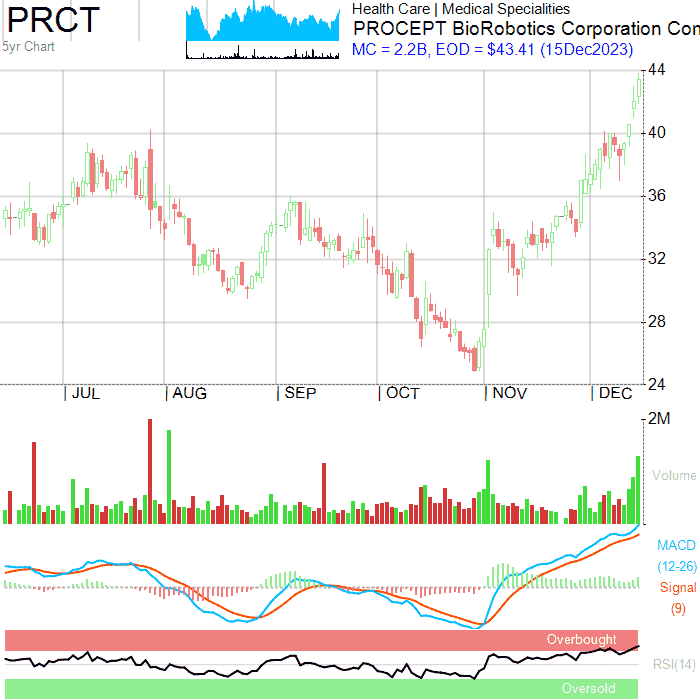 PRCT
5yr Chart
Health Care | Medical Specialities
PROCEPT BioRobotics Corporation Con
MC = 2.2B, EOD = $43.41 (15Dec2023)
44
40
36
32
28
24
JUL AUG SEP OCT NOV DEC
2M
Volume
MACD
(12-26)
Signal
(9)
Overbought
RSI(14)
Oversold